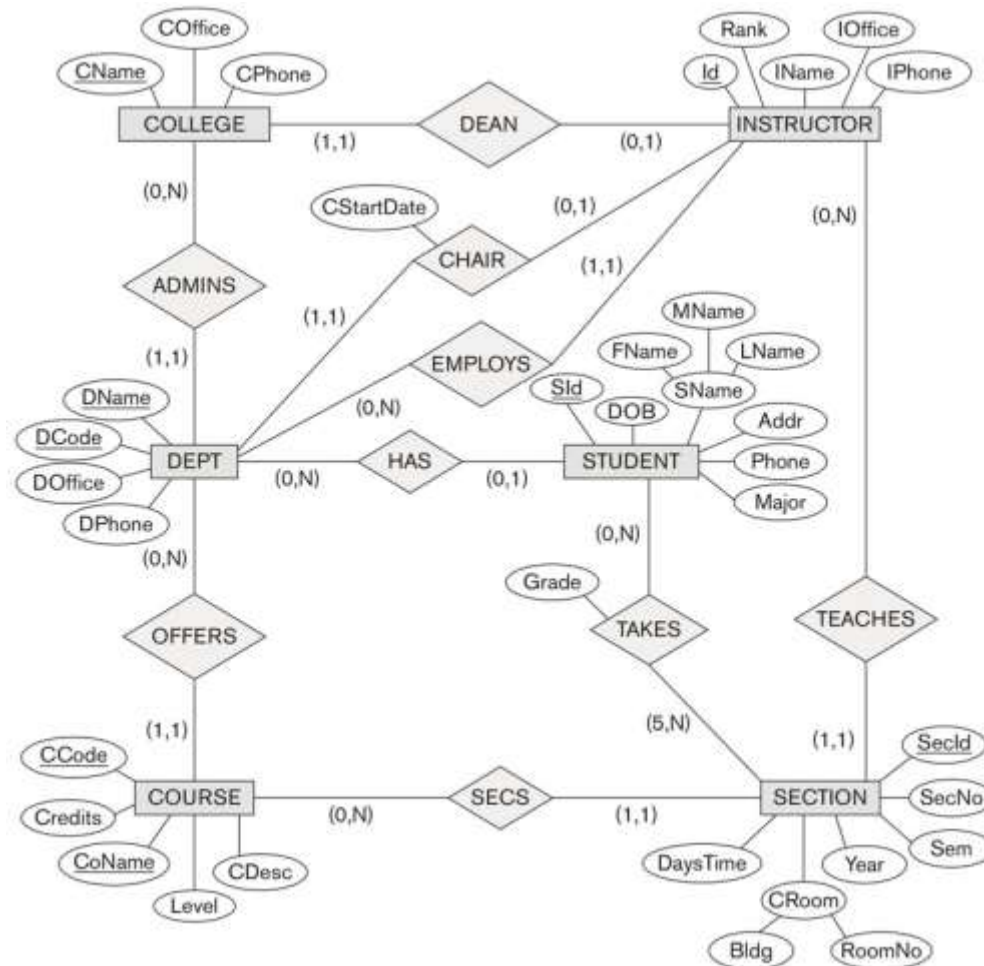 COffice
CName
CPhone
COLLEGE
Rank
IOffice
Id
IName
IPhone
INSTRUCTOR
(1,1)
DEAN
(0,1)
(0,N)
CStartDate
(0,1)
(0,N)
CHAIR
(1,1)
ADMINS
(1,1)
MName
FName
LName
EMPLOYS
SId
SName
(1,1)
DName
(0,N)
DOB
Addr
DCode
DEPT
HAS
STUDENT
Phone
DOffice
(0,N)
(0,1)
Major
DPhone
(0,N)
(0,N)
Grade
OFFERS
TAKES
TEACHES
(1,1)
(5,N)
(1,1)
CCode
SecId
COURSE
SECS
SECTION
SecNo
Credits
(0,N)
(1,1)
CoName
CDesc
DaysTime
Year
Sem
Level
CRoom
Bldg
RoomNo